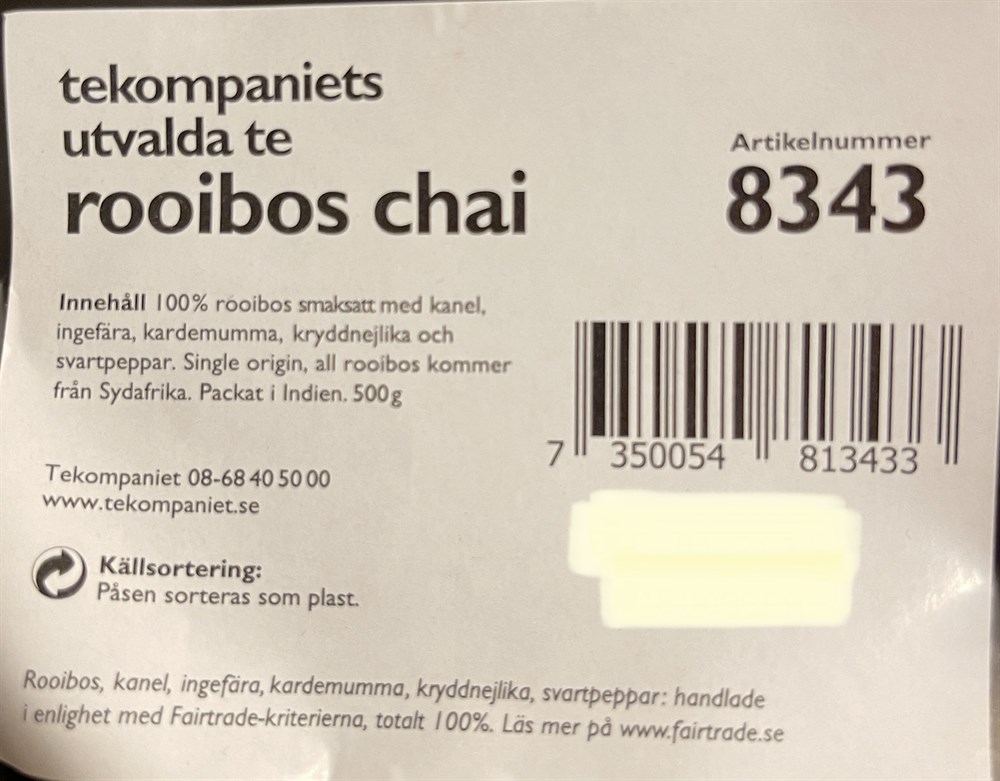 tekompaniets
utvalda te
rooibos chai
Artikelnummer
8343
Innehåll 100% rooibos smaksatt med kanel,
ingefära, kardemumma, kryddnejlika och
svartpeppar. Single origin, all rooibos kommer
från Sydafrika. Packat i Indien. 500g
7 350054 813433
Tekompaniet 08-68 40 50 00
www.tekompaniet.se
Källsortering:
Påsen sorteras som plast.
Rooibos, kanel, ingefära, kardemumma, kryddnejlika, svartpeppar: handlade
i enlighet med Fairtrade-kriterierna, totalt 100%. Läs mer på www.fairtrade.se